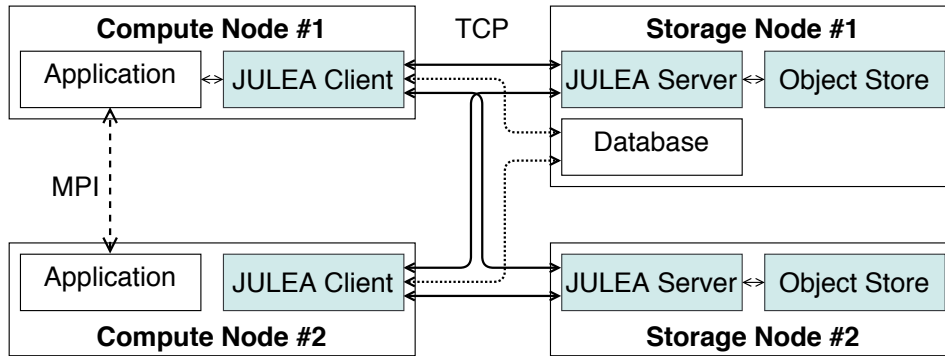 Compute Node #1
TCP
Storage Node #1
Application
JULEA Client
JULEA Server
Object Store
Database
MPI
Application
JULEA Client
JULEA Server
Object Store
Compute Node #2
Storage Node #2